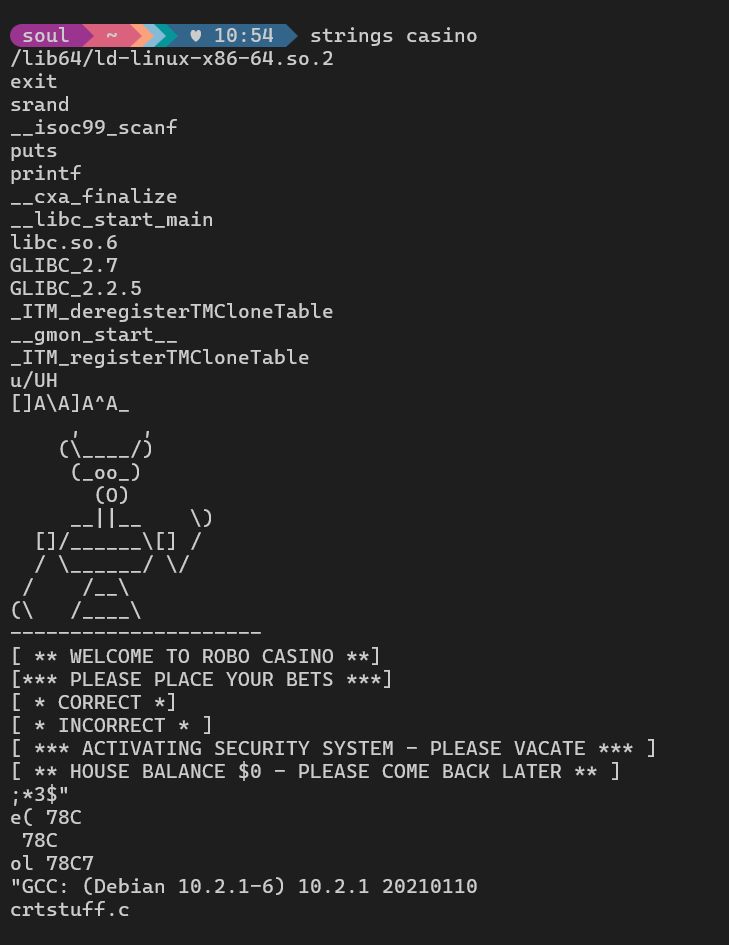 soul ~ ♥ 10:54 strings casino
/lib64/ld-linux-x86-64.so.2
exit
srand
__isoc99_scanf
puts
printf
__cxa_finalize
__libc_start_main
libc.so.6
GLIBC_2.7
GLIBC_2.2.5
_ITM_deregisterTMCloneTable
__gmon_start__
_ITM_registerTMCloneTable
u/UH
[]A\A]A^A_
     ,     ,
    (\____/)
     (_oo_)
       (O)
     __||__    \)
  []/______\[] /
  / \______/ \/
 /    /__\
(\   /____\
---------------------
[ ** WELCOME TO ROBO CASINO **]
[*** PLEASE PLACE YOUR BETS ***]
[ * CORRECT *]
[ * INCORRECT * ]
[ *** ACTIVATING SECURITY SYSTEM - PLEASE VACATE *** ]
[ ** HOUSE BALANCE $0 - PLEASE COME BACK LATER ** ]
;*3$"
e( 78C
 78C
ol 78C7
"GCC: (Debian 10.2.1-6) 10.2.1 20210110
crtstuff.c